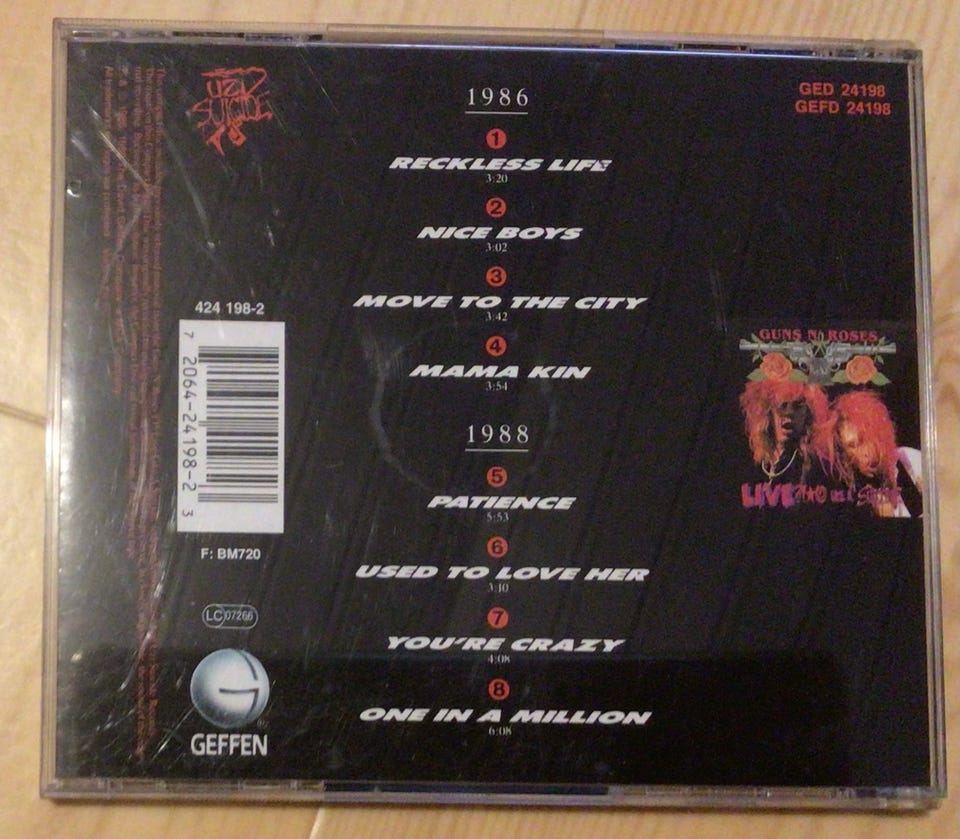 UZI
SUICIDE
1986
1
RECKLESS LIFE
3:20
2
NICE BOYS
3:02
3
MOVE TO THE CITY
3:42
4
MAMA KIN
3:54
1988
5
PATIENCE
5:53
6
USED TO LOVE HER
3:10
7
YOU'RE CRAZY
4:08
8
ONE IN A MILLION
6:08
GED 24198
GEFD 24198
GUNS N' ROSES
LIVE
424 198-2
7 2064-24198-2 3
F: BM720
LC 07266
GEFFEN